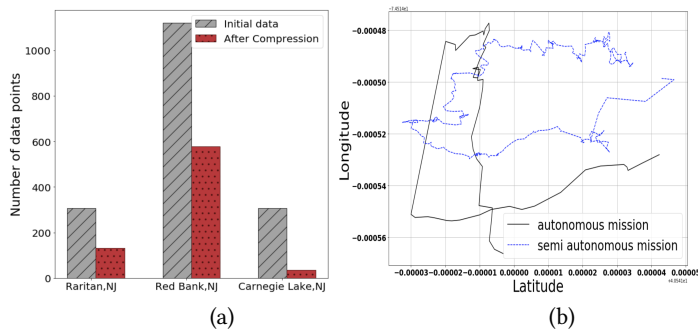 Number of data points
1000
800
600
400
200
0
Initial data
After Compression
Raritan,NJ
Red Bank,NJ
Carnegie Lake,NJ
(a)
Longitude
−0.00048
−0.00050
−0.00052
−0.00054
−0.00056
autonomous mission
semi autonomous mission
−0.00003 −0.00002 −0.00001 0.00000 0.00001 0.00002 0.00003 0.00004 0.00005
Latitude
(b)